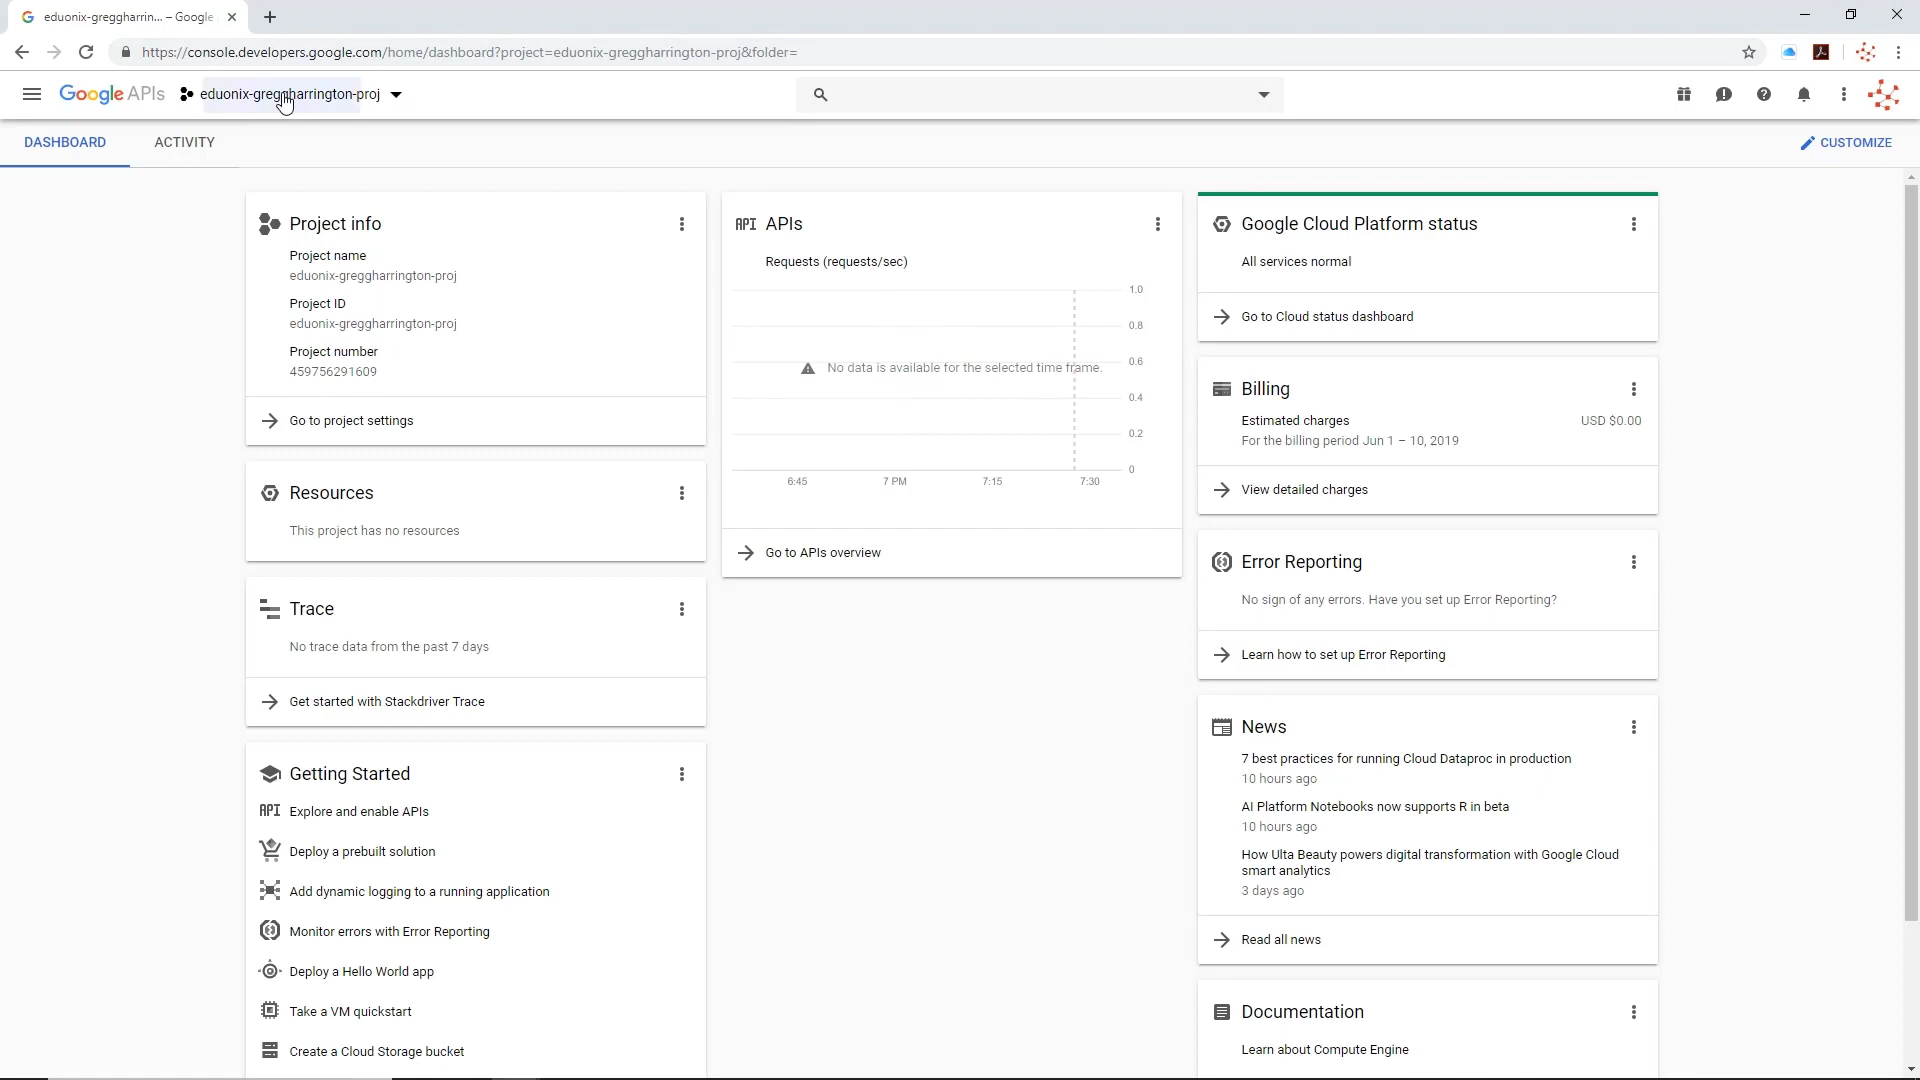 eduonix-greggharrin... – Google
https://console.developers.google.com/home/dashboard?project=eduonix-greggharrington-proj&folder=
Google APIs
eduonix-greggharrington-proj
DASHBOARD
ACTIVITY
CUSTOMIZE
Project info
Project name
eduonix-greggharrington-proj
Project ID
eduonix-greggharrington-proj
Project number
459756291609
Go to project settings
Resources
This project has no resources
Trace
No trace data from the past 7 days
Get started with Stackdriver Trace
Getting Started
API Explore and enable APIs
Deploy a prebuilt solution
Add dynamic logging to a running application
Monitor errors with Error Reporting
Deploy a Hello World app
Take a VM quickstart
Create a Cloud Storage bucket
API APIs
Requests (requests/sec)
1.0
0.8
0.6
No data is available for the selected time frame.
0.4
0.2
0
6:45 7 PM 7:15 7:30
Go to APIs overview
Google Cloud Platform status
All services normal
Go to Cloud status dashboard
Billing
Estimated charges USD $0.00
For the billing period Jun 1 – 10, 2019
View detailed charges
Error Reporting
No sign of any errors. Have you set up Error Reporting?
Learn how to set up Error Reporting
News
7 best practices for running Cloud Dataproc in production
10 hours ago
AI Platform Notebooks now supports R in beta
10 hours ago
How Ulta Beauty powers digital transformation with Google Cloud
smart analytics
3 days ago
Read all news
Documentation
Learn about Compute Engine